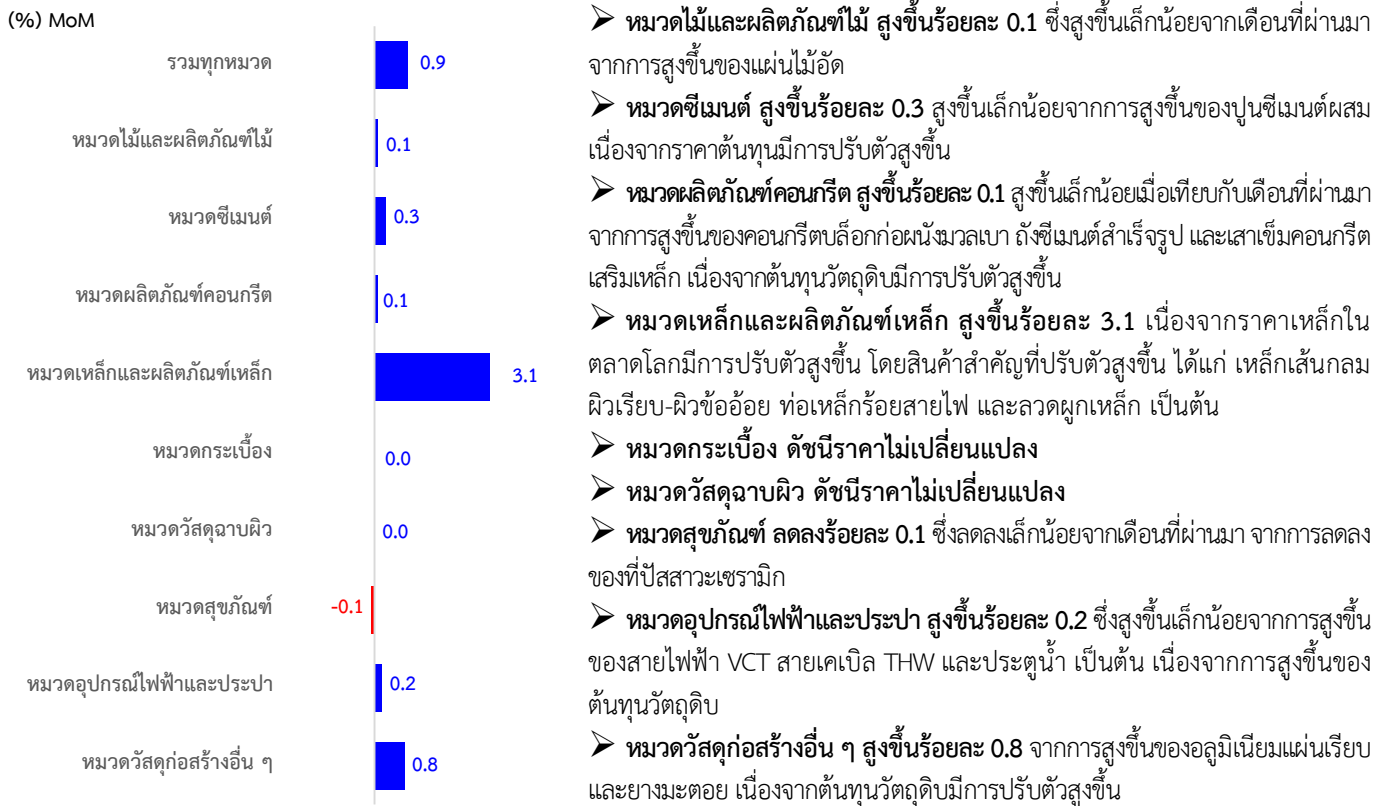 (%) MoM
รวมทุกหมวด 0.9
หมวดไม้และผลิตภัณฑ์ไม้ 0.1
หมวดซีเมนต์ 0.3
หมวดผลิตภัณฑ์คอนกรีต 0.1
หมวดเหล็กและผลิตภัณฑ์เหล็ก 3.1
หมวดกระเบื้อง 0.0
หมวดวัสดุฉาบผิว 0.0
หมวดสุขภัณฑ์ -0.1
หมวดอุปกรณ์ไฟฟ้าและประปา 0.2
หมวดวัสดุก่อสร้างอื่น ๆ 0.8
➢ หมวดไม้และผลิตภัณฑ์ไม้ สูงขึ้นร้อยละ 0.1 ซึ่งสูงขึ้นเล็กน้อยจากเดือนที่ผ่านมา
จากการสูงขึ้นของแผ่นไม้อัด
➢ หมวดซีเมนต์ สูงขึ้นร้อยละ 0.3 สูงขึ้นเล็กน้อยจากการสูงขึ้นของปูนซีเมนต์ผสม
เนื่องจากราคาต้นทุนมีการปรับตัวสูงขึ้น
➢ หมวดผลิตภัณฑ์คอนกรีต สูงขึ้นร้อยละ 0.1 สูงขึ้นเล็กน้อยเมื่อเทียบกับเดือนที่ผ่านมา
จากการสูงขึ้นของคอนกรีตบล็อกก่อผนังมวลเบา ถังซีเมนต์สำเร็จรูป และเสาเข็มคอนกรีต
เสริมเหล็ก เนื่องจากต้นทุนวัตถุดิบมีการปรับตัวสูงขึ้น
➢ หมวดเหล็กและผลิตภัณฑ์เหล็ก สูงขึ้นร้อยละ 3.1 เนื่องจากราคาเหล็กใน
ตลาดโลกมีการปรับตัวสูงขึ้น โดยสินค้าสำคัญที่ปรับตัวสูงขึ้น ได้แก่ เหล็กเส้นกลม
ผิวเรียบ-ผิวข้ออ้อย ท่อเหล็กร้อยสายไฟ และลวดผูกเหล็ก เป็นต้น
➢ หมวดกระเบื้อง ดัชนีราคาไม่เปลี่ยนแปลง
➢ หมวดวัสดุฉาบผิว ดัชนีราคาไม่เปลี่ยนแปลง
➢ หมวดสุขภัณฑ์ ลดลงร้อยละ 0.1 ซึ่งลดลงเล็กน้อยจากเดือนที่ผ่านมา จากการลดลง
ของที่ปัสสาวะเซรามิก
➢ หมวดอุปกรณ์ไฟฟ้าและประปา สูงขึ้นร้อยละ 0.2 ซึ่งสูงขึ้นเล็กน้อยจากการสูงขึ้น
ของสายไฟฟ้า VCT สายเคเบิล THW และประตูน้ำ เป็นต้น เนื่องจากการสูงขึ้นของ
ต้นทุนวัตถุดิบ
➢ หมวดวัสดุก่อสร้างอื่น ๆ สูงขึ้นร้อยละ 0.8 จากการสูงขึ้นของอลูมิเนียมแผ่นเรียบ
และยางมะตอย เนื่องจากต้นทุนวัตถุดิบมีการปรับตัวสูงขึ้น